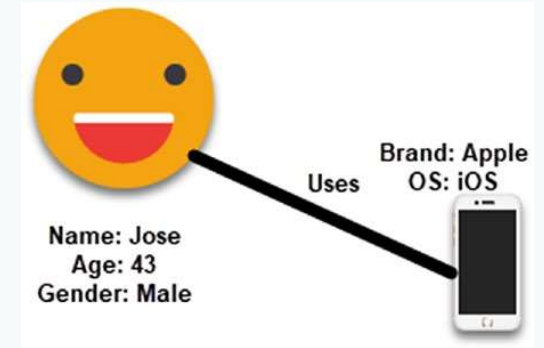 Brand: Apple
Uses
OS: iOS
Name: Jose
Age: 43
Gender: Male